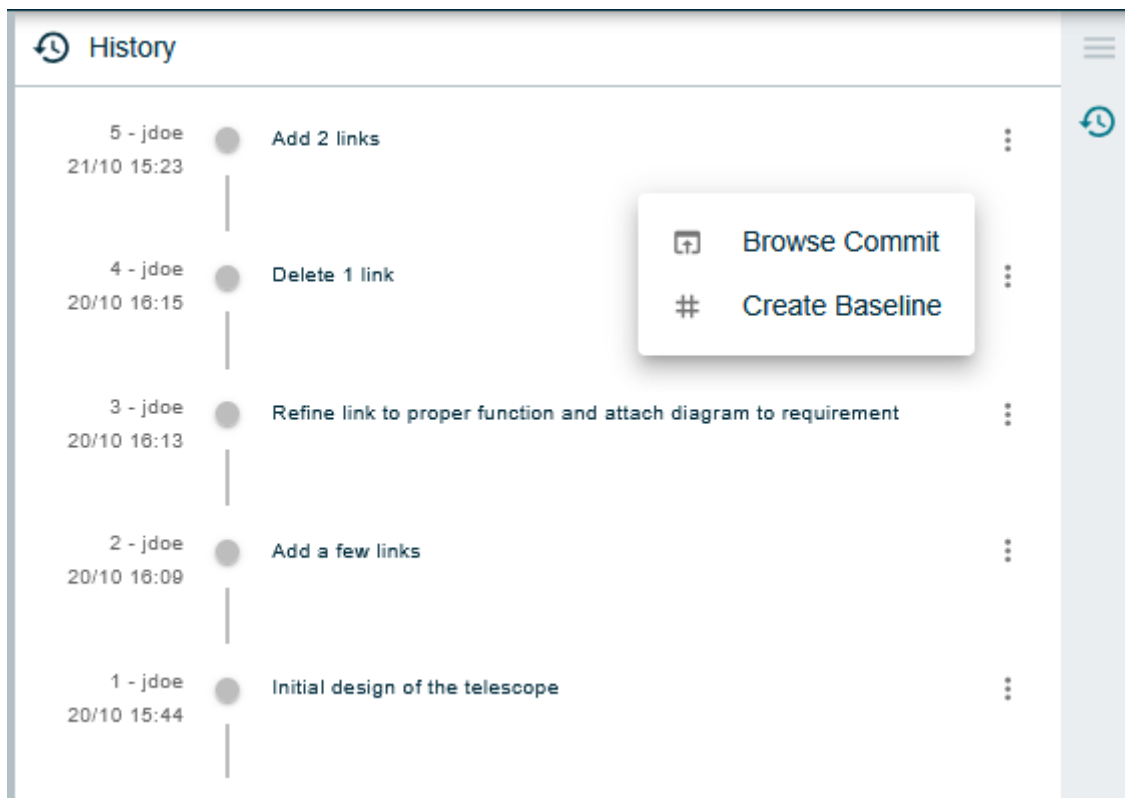 History
5 - jdoe
21/10 15:23
Add 2 links
Browse Commit
Create Baseline
4 - jdoe
20/10 16:15
Delete 1 link
3 - jdoe
20/10 16:13
Refine link to proper function and attach diagram to requirement
2 - jdoe
20/10 16:09
Add a few links
1 - jdoe
20/10 15:44
Initial design of the telescope